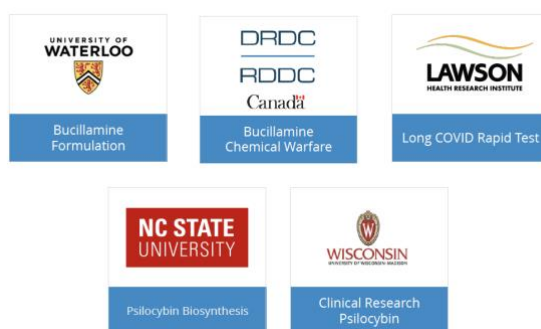 UNIVERSITY OF
WATERLOO
Bucillamine
Formulation
DRDC
RDDC
Canada
Bucillamine
Chemical Warfare
LAWSON
HEALTH RESEARCH INSTITUTE
Long COVID Rapid Test
NC STATE
UNIVERSITY
Psilocybin Biosynthesis
W
WISCONSIN
UNIVERSITY OF WISCONSIN-MADISON
Clinical Research
Psilocybin